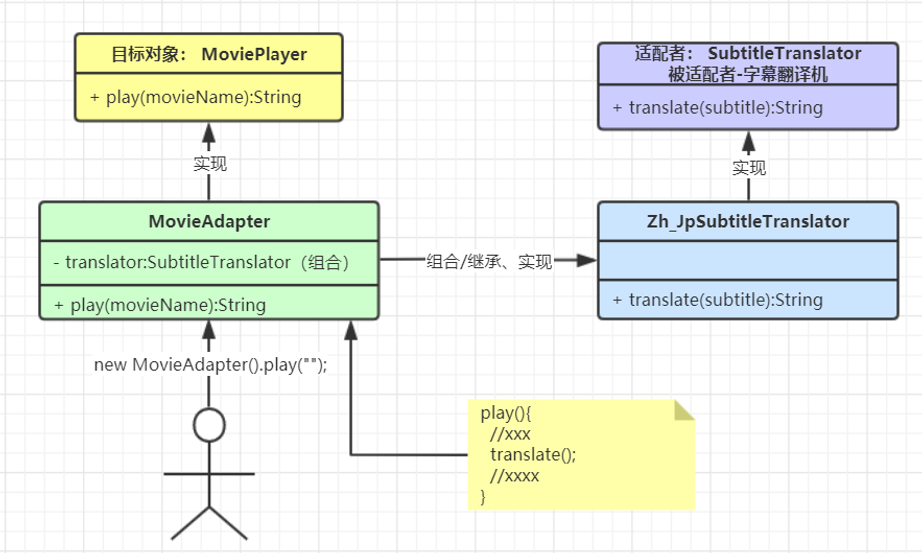 目标对象： MoviePlayer
+ play(movieName):String
适配者： SubtitleTranslator
被适配者-字幕翻译机
+ translate(subtitle):String
实现
实现
MovieAdapter
- translator:SubtitleTranslator（组合）
+ play(movieName):String
组合/继承、实现
Zh_JpSubtitleTranslator
+ translate(subtitle):String
new MovieAdapter().play("");
play(){
//xxx
translate();
//xxxx
}